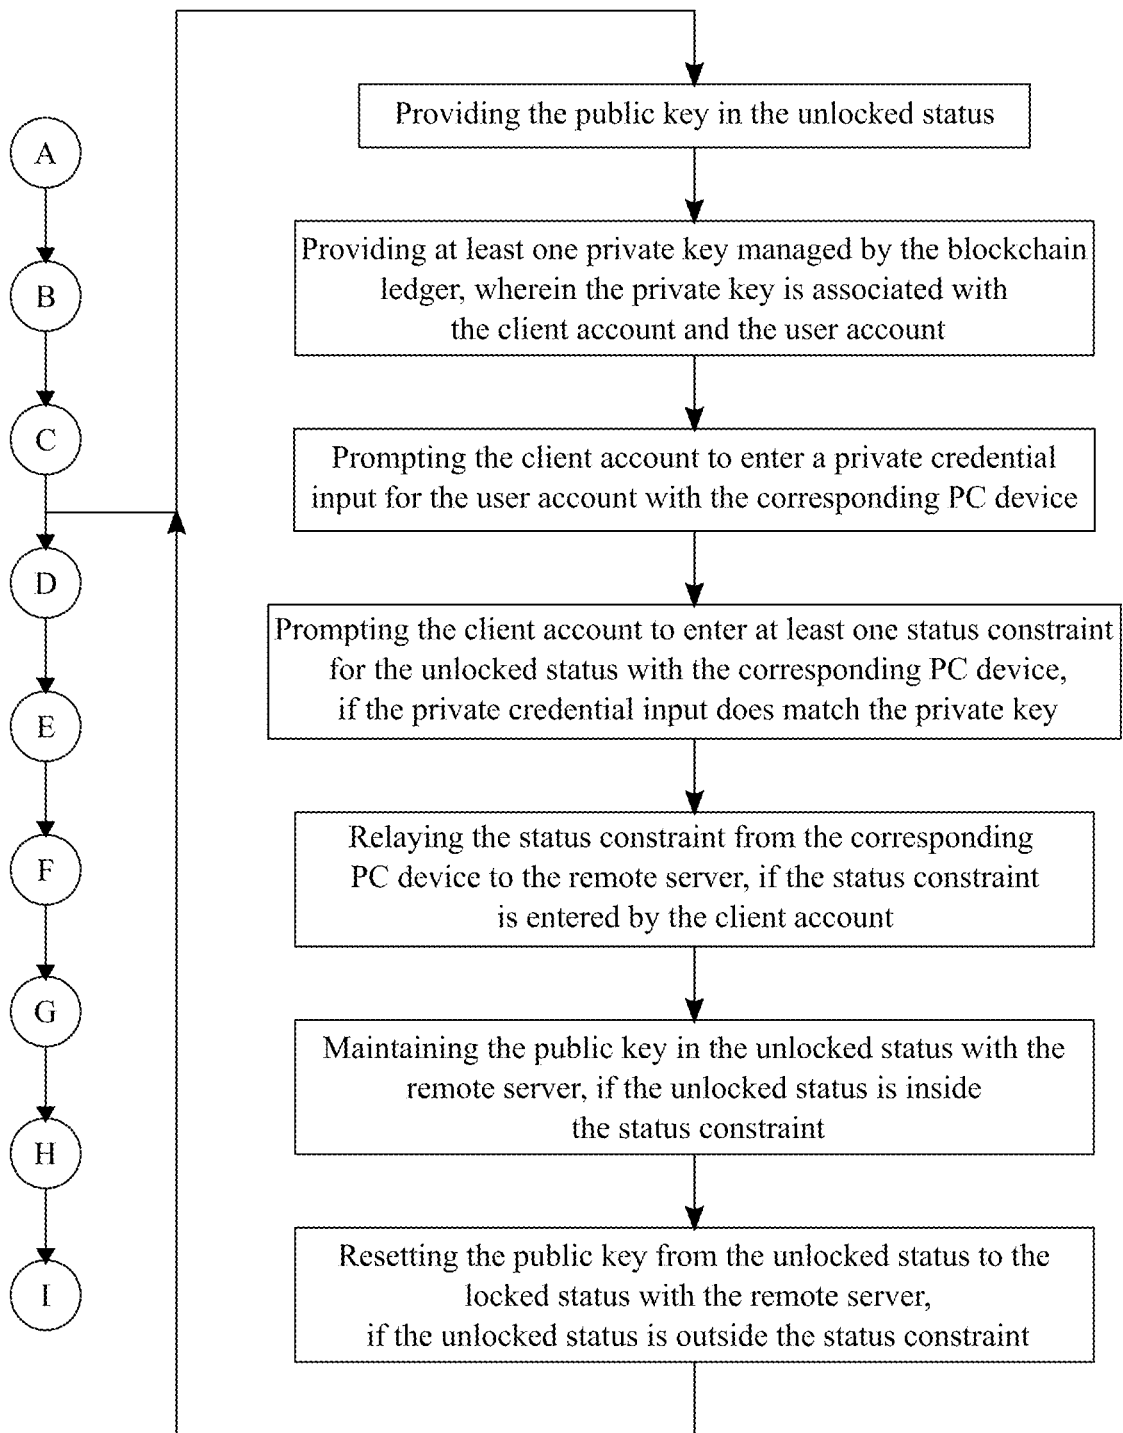 A
B
C
D
E
F
G
H
I
Providing the public key in the unlocked status
Providing at least one private key managed by the blockchain
ledger, wherein the private key is associated with
the client account and the user account
Prompting the client account to enter a private credential
input for the user account with the corresponding PC device
Prompting the client account to enter at least one status constraint
for the unlocked status with the corresponding PC device,
if the private credential input does match the private key
Relaying the status constraint from the corresponding
PC device to the remote server, if the status constraint
is entered by the client account
Maintaining the public key in the unlocked status with the
remote server, if the unlocked status is inside
the status constraint
Resetting the public key from the unlocked status to the
locked status with the remote server,
if the unlocked status is outside the status constraint